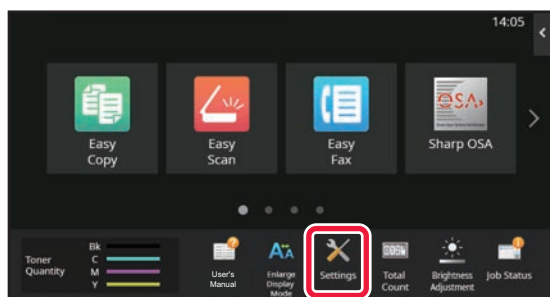 14:05
Easy
Copy
Easy
Scan
Easy
Fax
OSA
Sharp OSA
Toner
Quantity
Bk
C
M
Y
User's
Manual
Enlarge
Display
Mode
Settings
Total
Count
Brightness
Adjustment
Job Status